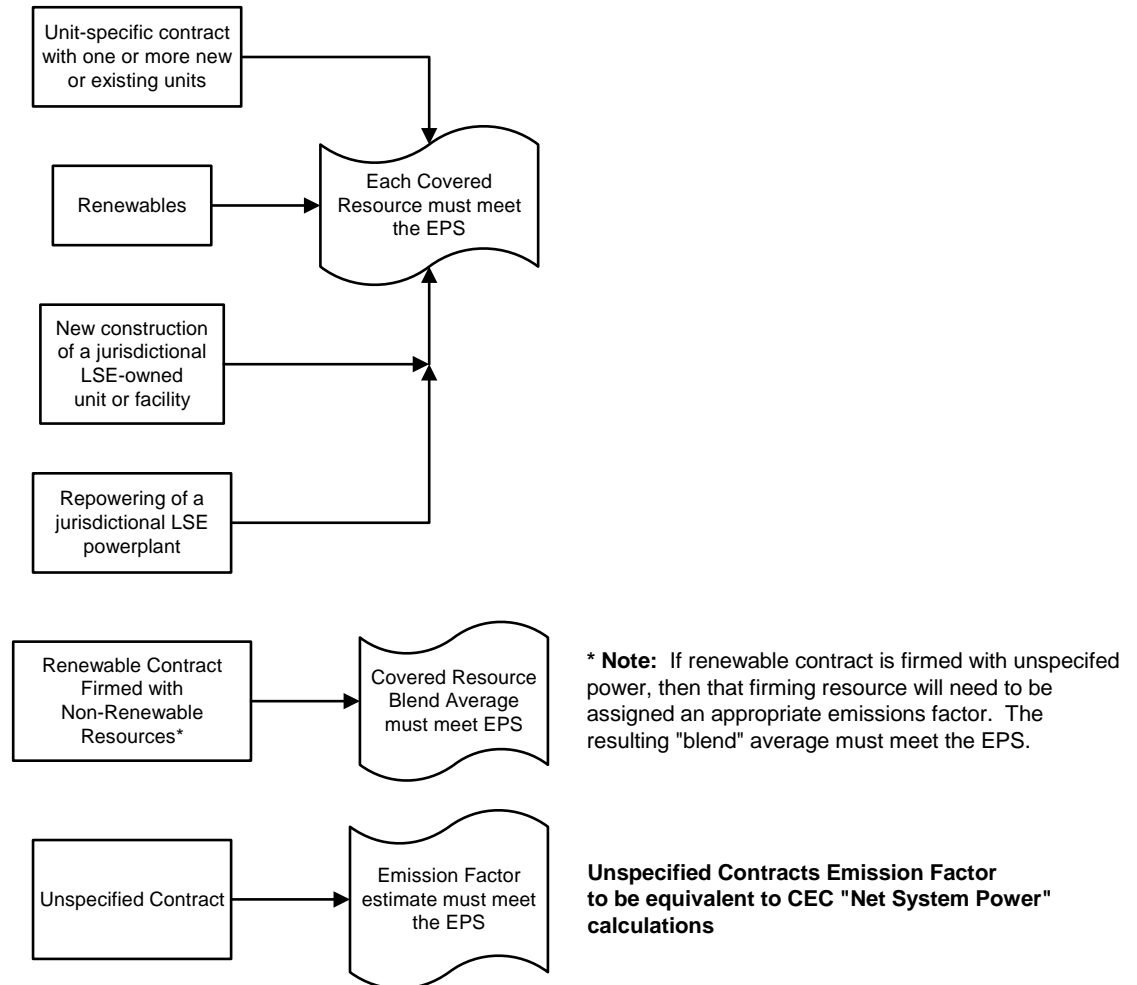 Unit-specific contract
with one or more new
or existing units
Renewables
Each Covered
Resource must meet
the EPS
New construction
of a jurisdictional
LSE-owned
unit or facility
Repowering of a
jurisdictional LSE
powerplant
Renewable Contract
Firmed with
Non-Renewable
Resources*
Covered Resource
Blend Average
must meet EPS
* Note:  If renewable contract is firmed with unspecifed
power, then that firming resource will need to be
assigned an appropriate emissions factor.  The
resulting "blend" average must meet the EPS.
Unspecified Contract
Emission Factor
estimate must meet
the EPS
Unspecified Contracts Emission Factor
to be equivalent to CEC "Net System Power"
calculations